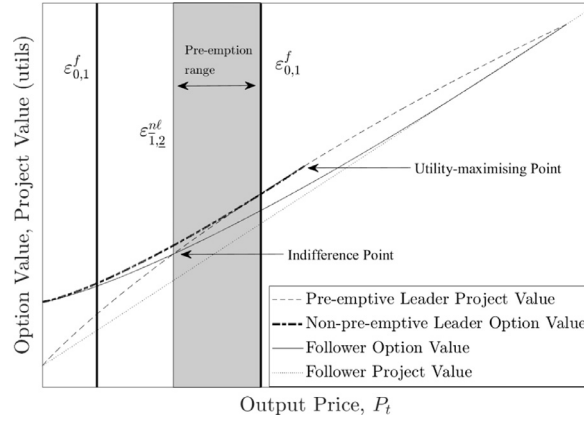 Option Value, Project Value (utils)
Pre-emption
range
ε^f_{0,1}
ε^f_{0,1}
ε^{nℓ}_{1̅,2̲}
Utility-maximising Point
Indifference Point
Pre-emptive Leader Project Value
Non-pre-emptive Leader Option Value
Follower Option Value
Follower Project Value
Output Price, P_t